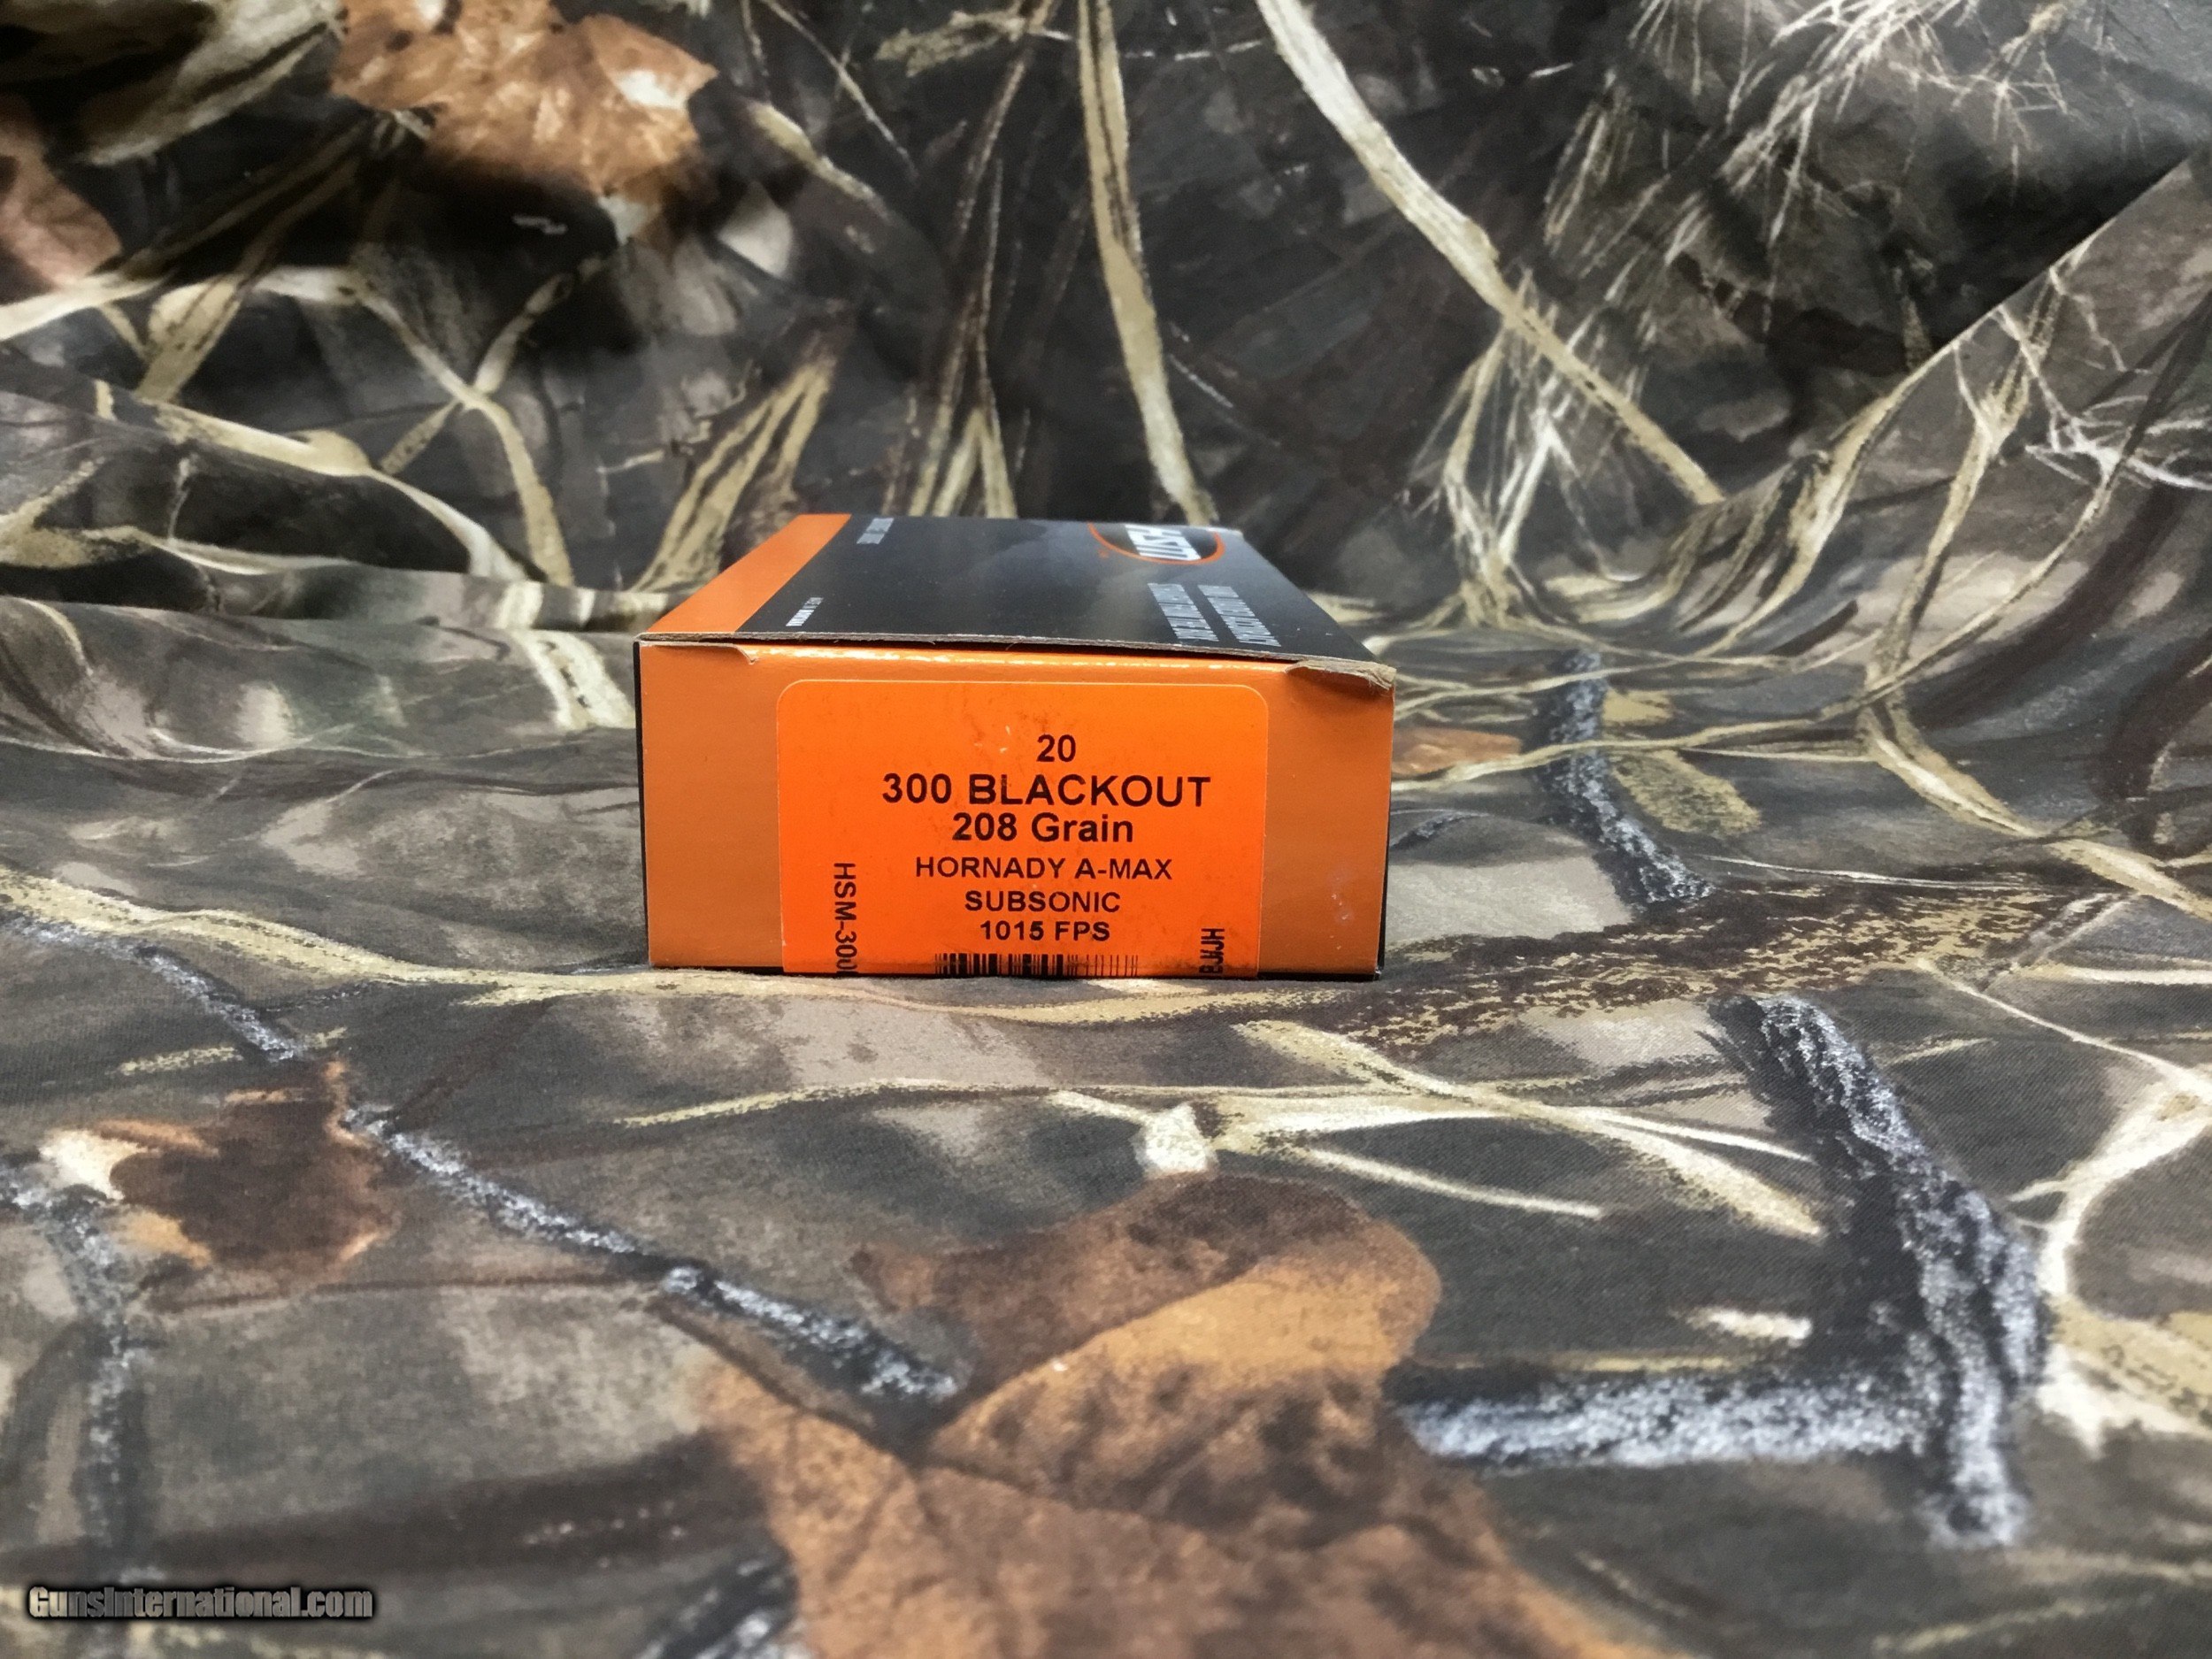 20
300 BLACKOUT
208 Grain
HORNADY A-MAX
SUBSONIC
1015 FPS
GunsInternational.com